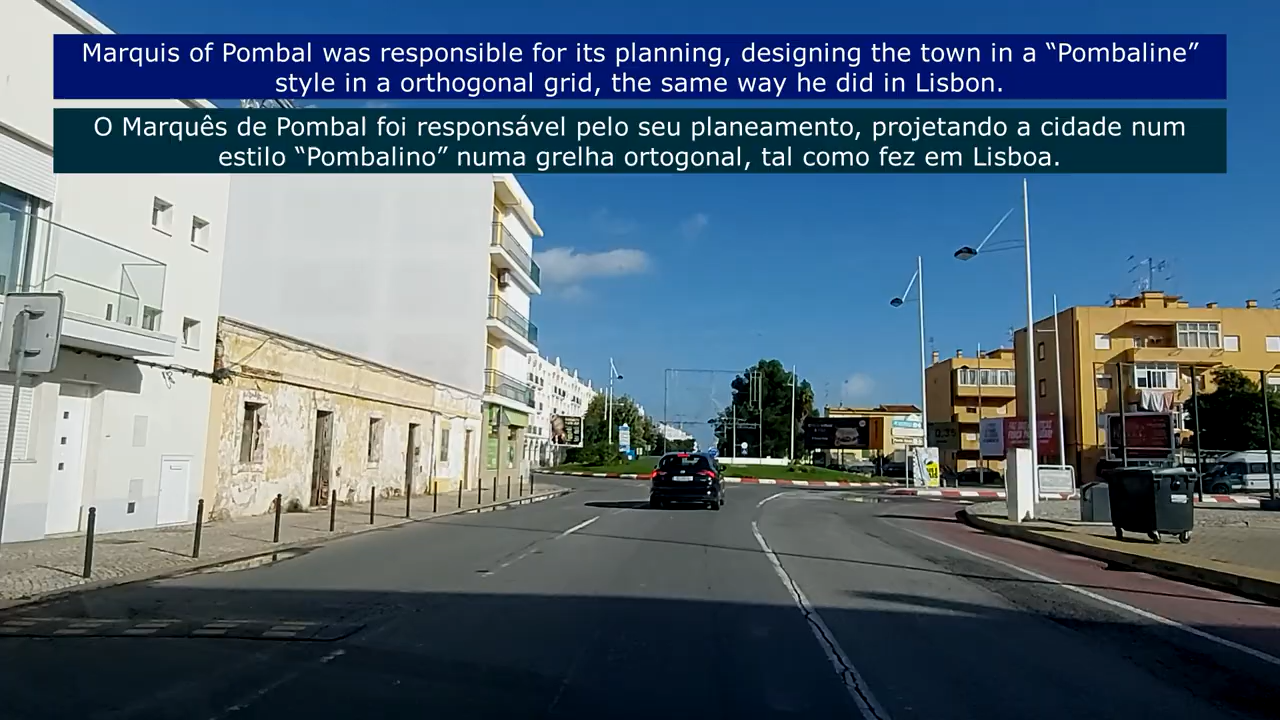 Marquis of Pombal was responsible for its planning, designing the town in a “Pombaline”
style in a orthogonal grid, the same way he did in Lisbon.
O Marquês de Pombal foi responsável pelo seu planeamento, projetando a cidade num
estilo “Pombalino” numa grelha ortogonal, tal como fez em Lisboa.